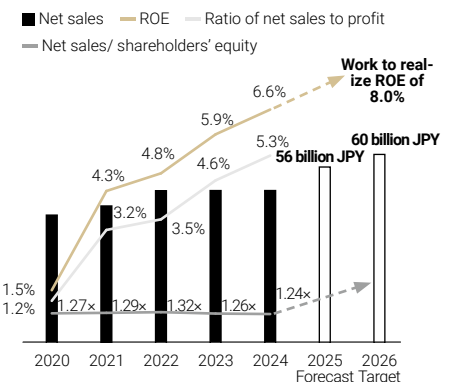 Net sales ROE Ratio of net sales to profit
Net sales/ shareholders’ equity
Work to real-
ize ROE of
8.0%
6.6%
5.9%
60 billion JPY
5.3%
56 billion JPY
4.8%
4.6%
4.3%
3.2%
3.5%
1.5%
1.2%
1.27× 1.29× 1.32× 1.26× 1.24×
2020 2021 2022 2023 2024 2025 2026
Forecast Target